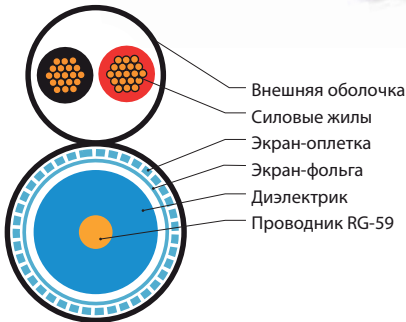 Внешняя оболочка
Силовые жилы
Экран-оплетка
Экран-фольга
Диэлектрик
Проводник RG-59